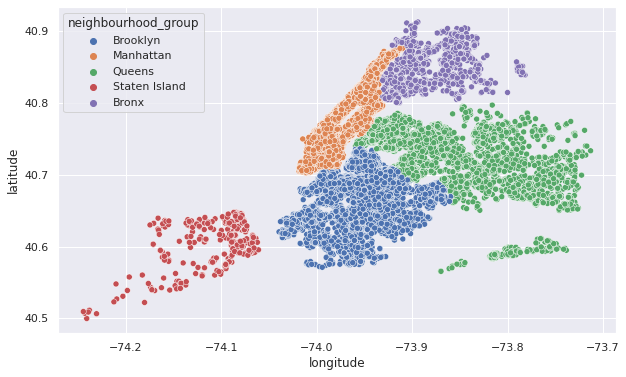 neighbourhood_group
Brooklyn
Manhattan
Queens
Staten Island
Bronx
40.9
40.8
40.7
40.6
40.5
latitude
−74.2
−74.1
−74.0
−73.9
−73.8
−73.7
longitude